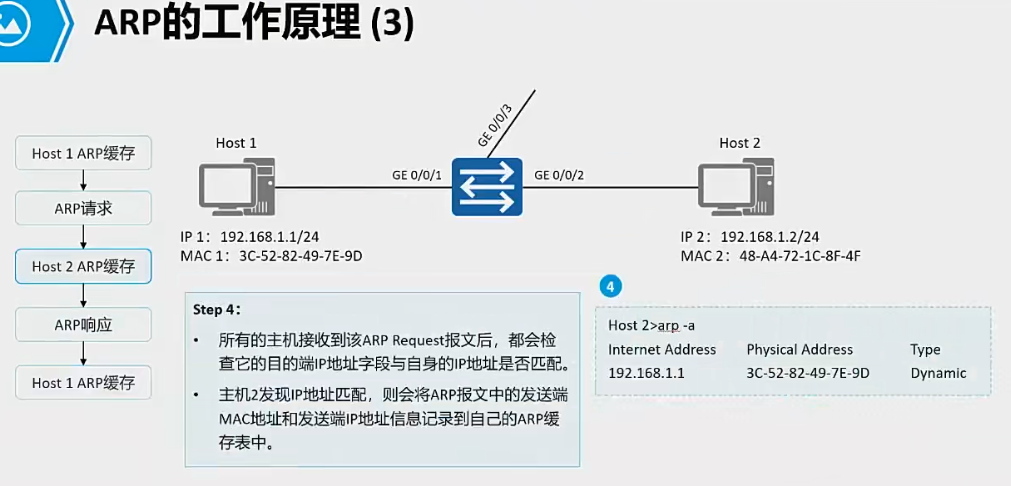 ARP的工作原理 (3)
Host 1 ARP缓存
ARP请求
Host 2 ARP缓存
ARP响应
Host 1 ARP缓存
GE 0/0/3
Host 1
GE 0/0/1
GE 0/0/2
Host 2
IP 1：192.168.1.1/24
MAC 1：3C-52-82-49-7E-9D
IP 2：192.168.1.2/24
MAC 2：48-A4-72-1C-8F-4F
Step 4：
• 所有的主机接收到该ARP Request报文后，都会检
查它的目的端IP地址字段与自身的IP地址是否匹配。
• 主机2发现IP地址匹配，则会将ARP报文中的发送端
MAC地址和发送端IP地址信息记录到自己的ARP缓
存表中。
4
Host 2>arp -a
Internet Address Physical Address Type
192.168.1.1 3C-52-82-49-7E-9D Dynamic